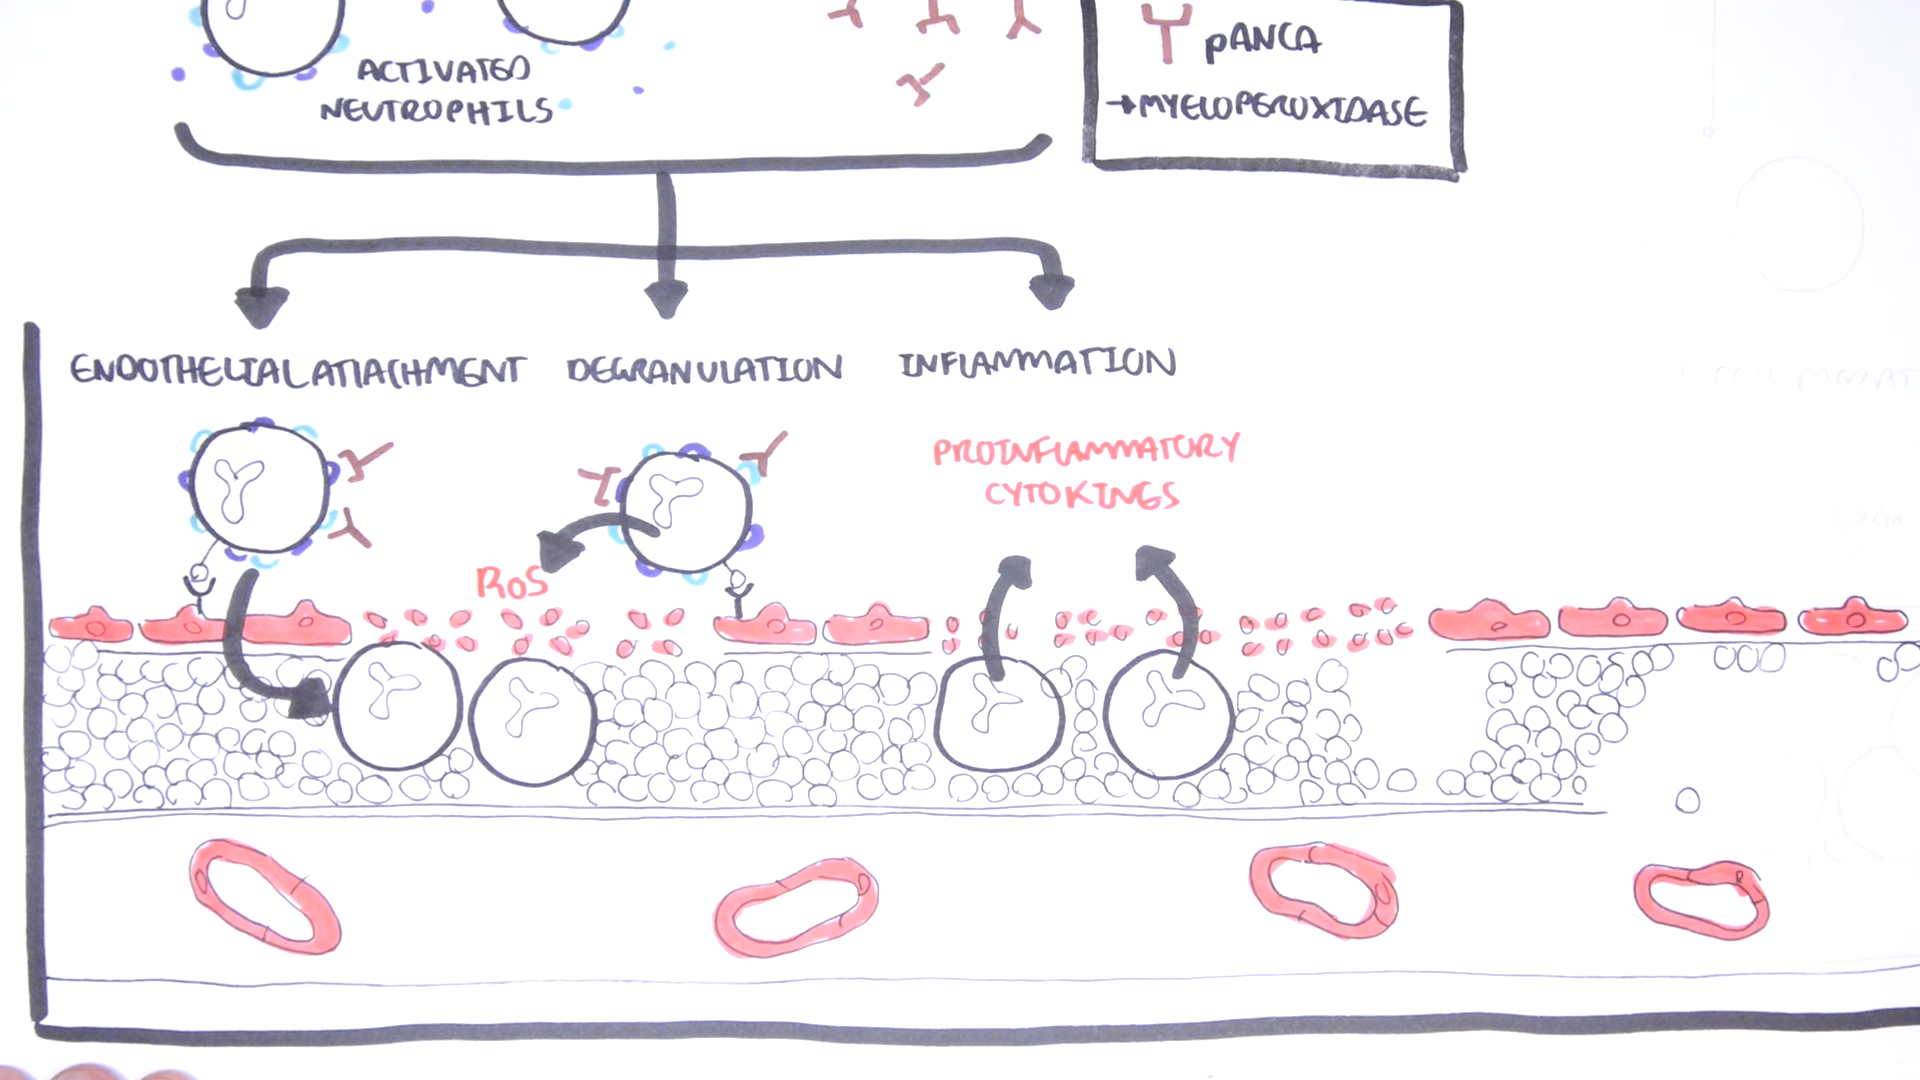 ACTIVATED
NEUTROPHILS
pANCA
→MYELOPEROXIDASE
ENDOTHELIAL ATTACHMENT
DEGRANULATION
INFLAMMATION
PROINFLAMMATORY
CYTOKINES
ROS